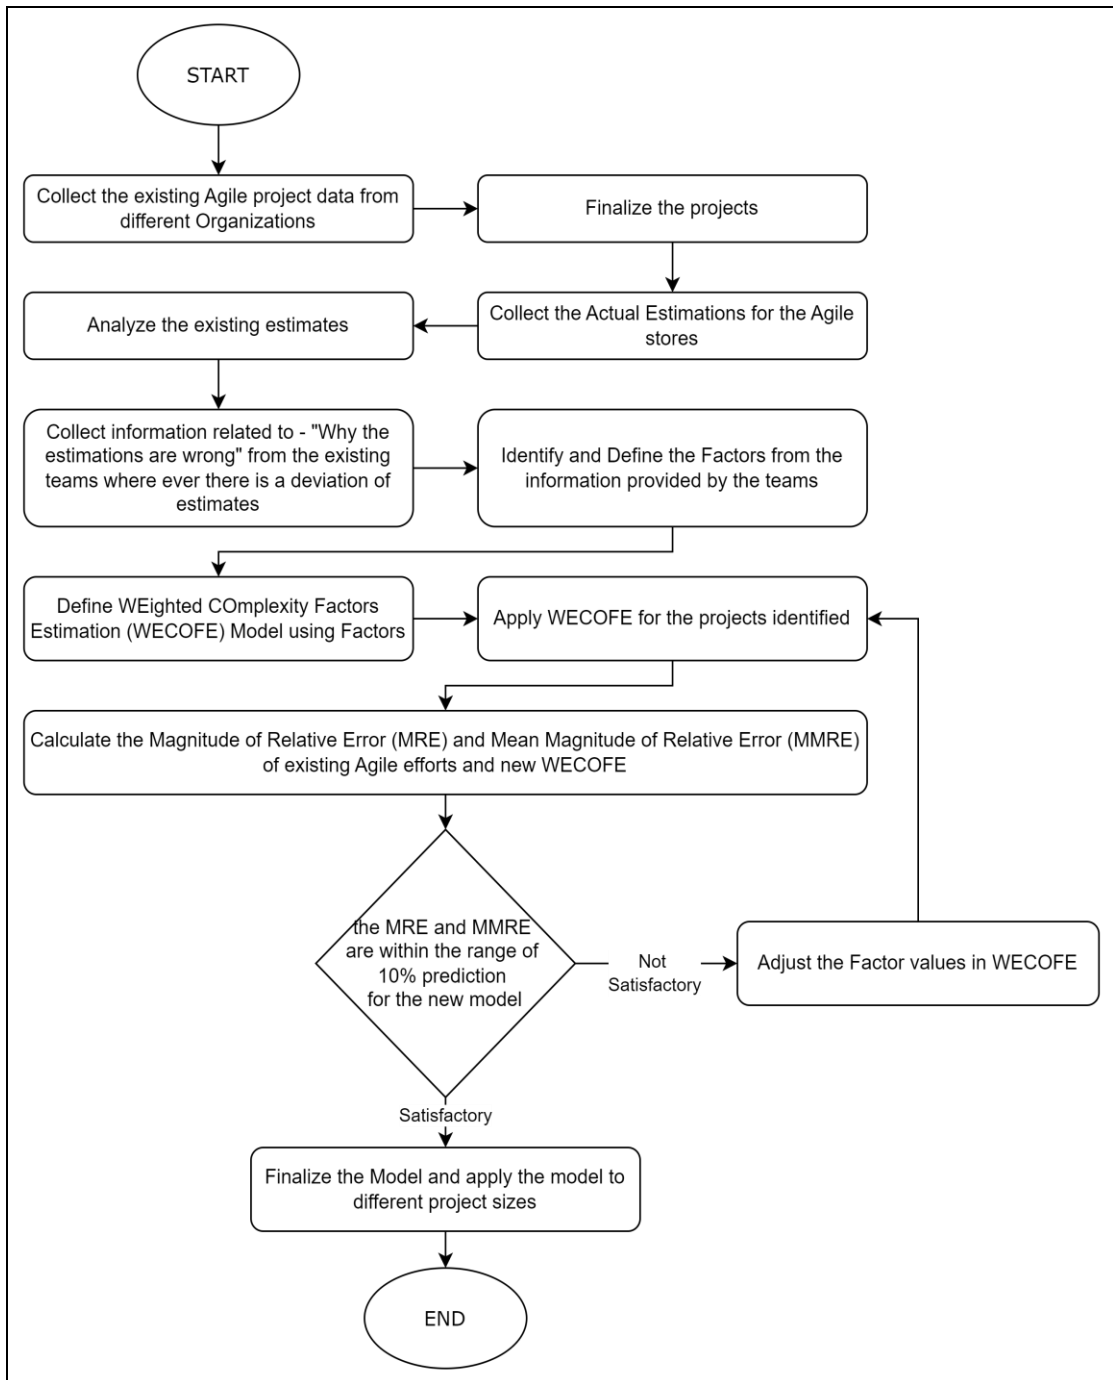 START
Collect the existing Agile project data from
different Organizations
Finalize the projects
Collect the Actual Estimations for the Agile
stores
Analyze the existing estimates
Collect information related to - "Why the
estimations are wrong" from the existing
teams where ever there is a deviation of
estimates
Identify and Define the Factors from the
information provided by the teams
Define WEighted COmplexity Factors
Estimation (WECOFE) Model using Factors
Apply WECOFE for the projects identified
Calculate the Magnitude of Relative Error (MRE) and Mean Magnitude of Relative Error (MMRE)
of existing Agile efforts and new WECOFE
the MRE and MMRE
are within the range of
10% prediction
for the new model
Not
Satisfactory
Adjust the Factor values in WECOFE
Satisfactory
Finalize the Model and apply the model to
different project sizes
END